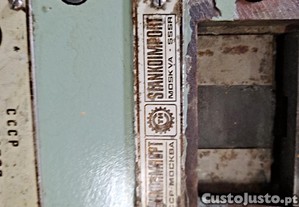 STANKOIMPORT
MOSKVA · SSSR
СТАНКОИМПОРТ
СССР МОСКВА
СССР
CustoJusto.pt